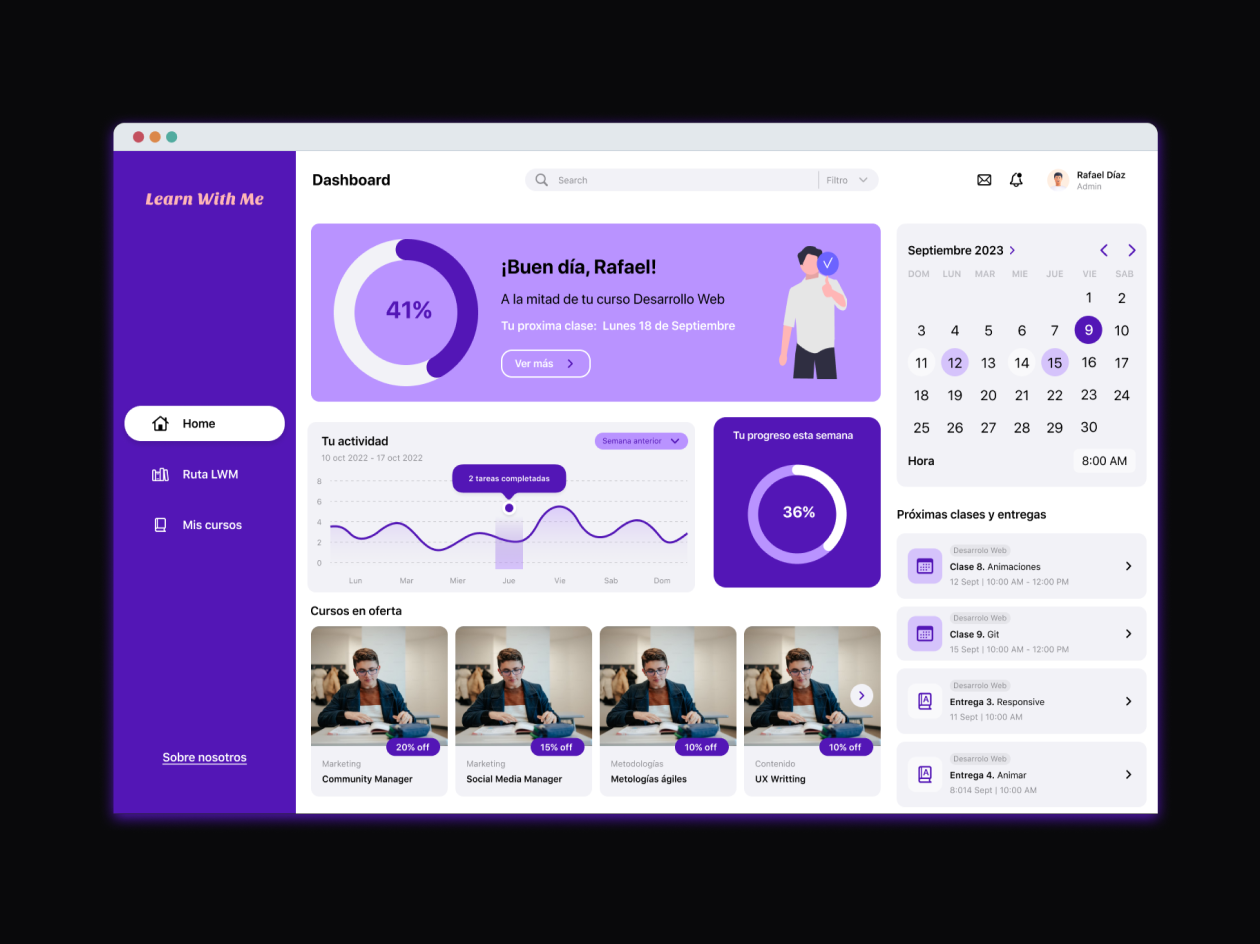 Learn With Me
Home
Ruta LWM
Mis cursos
Sobre nosotros
Dashboard
Search
Filtro
Rafael Díaz
Admin
41%
¡Buen día, Rafael!
A la mitad de tu curso Desarrollo Web
Tu proxima clase: Lunes 18 de Septiembre
Ver más
Tu actividad
10 oct 2022 - 17 oct 2022
Semana anterior
2 tareas completadas
8
6
4
2
0
Lun Mar Mier Jue Vie Sab Dom
Tu progreso esta semana
36%
Cursos en oferta
20% off
Marketing
Community Manager
15% off
Marketing
Social Media Manager
10% off
Metodologías
Metologías ágiles
10% off
Contenido
UX Writting
Septiembre 2023
DOM LUN MAR MIE JUE VIE SAB
1 2
3 4 5 6 7 9 10
11 12 13 14 15 16 17
18 19 20 21 22 23 24
25 26 27 28 29 30
Hora
8:00 AM
Próximas clases y entregas
Desarrolo Web
Clase 8. Animaciones
12 Sept | 10:00 AM - 12:00 PM
Desarrolo Web
Clase 9. Git
15 Sept | 10:00 AM - 12:00 PM
Desarrolo Web
Entrega 3. Responsive
11 Sept | 10:00 AM
Desarrolo Web
Entrega 4. Animar
8:014 Sept | 10:00 AM